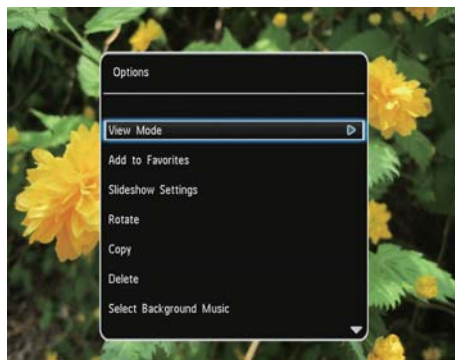 Options
View Mode
Add to Favorites
Slideshow Settings
Rotate
Copy
Delete
Select Background Music